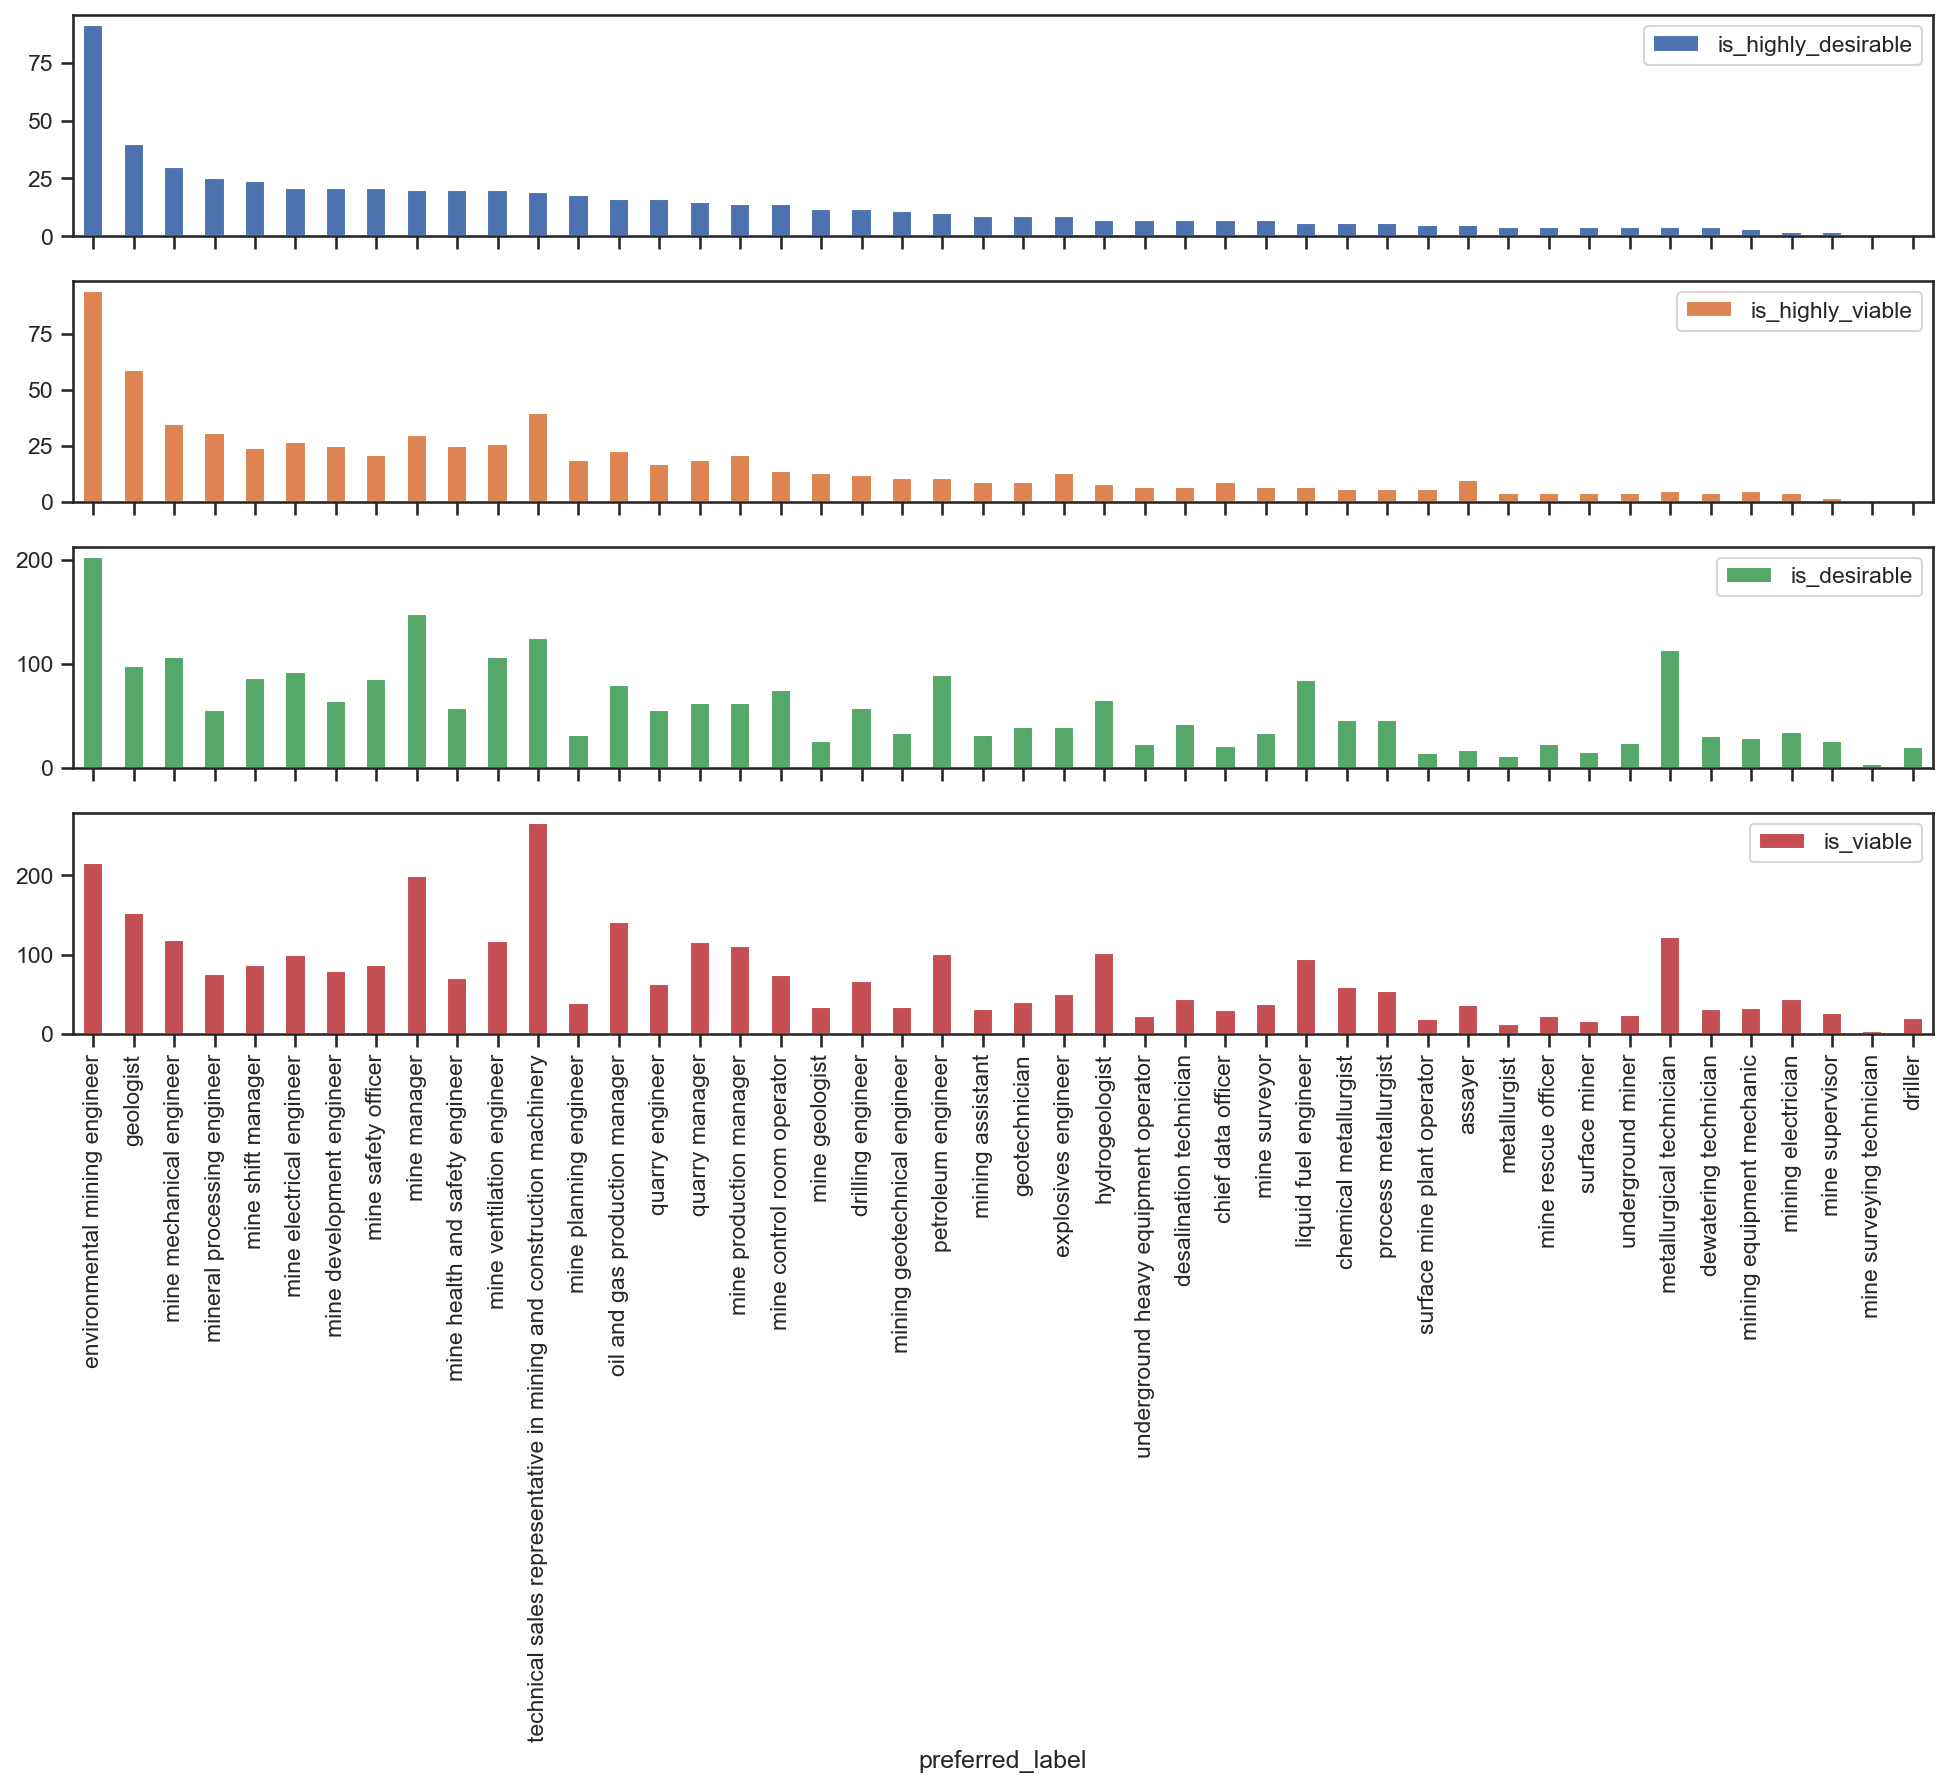 75
50
25
0
is_highly_desirable
75
50
25
0
is_highly_viable
200
100
0
is_desirable
200
100
0
is_viable
environmental mining engineer
geologist
mine mechanical engineer
mineral processing engineer
mine shift manager
mine electrical engineer
mine development engineer
mine safety officer
mine manager
mine health and safety engineer
mine ventilation engineer
technical sales representative in mining and construction machinery
mine planning engineer
oil and gas production manager
quarry engineer
quarry manager
mine production manager
mine control room operator
mine geologist
drilling engineer
mining geotechnical engineer
petroleum engineer
mining assistant
geotechnician
explosives engineer
hydrogeologist
underground heavy equipment operator
desalination technician
chief data officer
mine surveyor
liquid fuel engineer
chemical metallurgist
process metallurgist
surface mine plant operator
assayer
metallurgist
mine rescue officer
surface miner
underground miner
metallurgical technician
dewatering technician
mining equipment mechanic
mining electrician
mine supervisor
mine surveying technician
driller
preferred_label